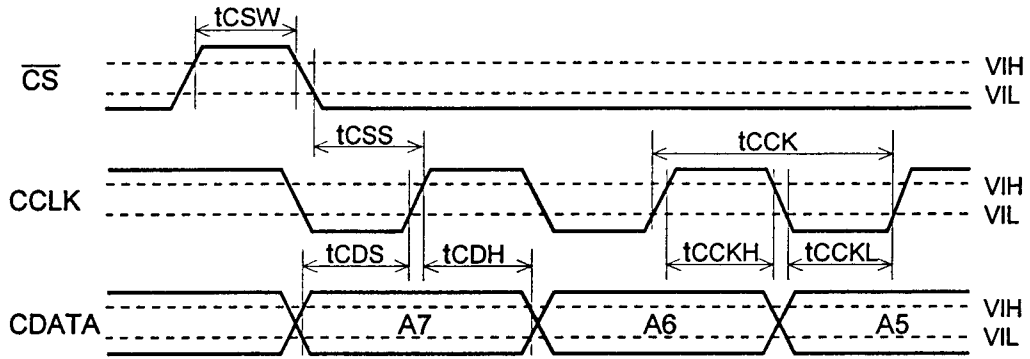 tCSW
CS
VIH
VIL
tCSS
tCCK
CCLK
VIH
VIL
tCDS
tCDH
tCCKH
tCCKL
CDATA
A7
A6
A5
VIH
VIL